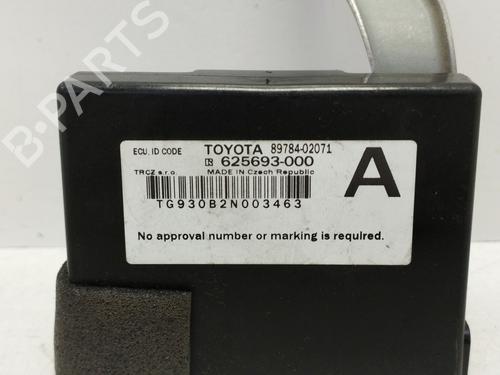 ECU. ID CODE TOYOTA 89784-02071
625693-000
TRCZ s.r.o. MADE IN Czech Republic
A
TG930B2N003463
No approval number or marking is required.
B-PARTS